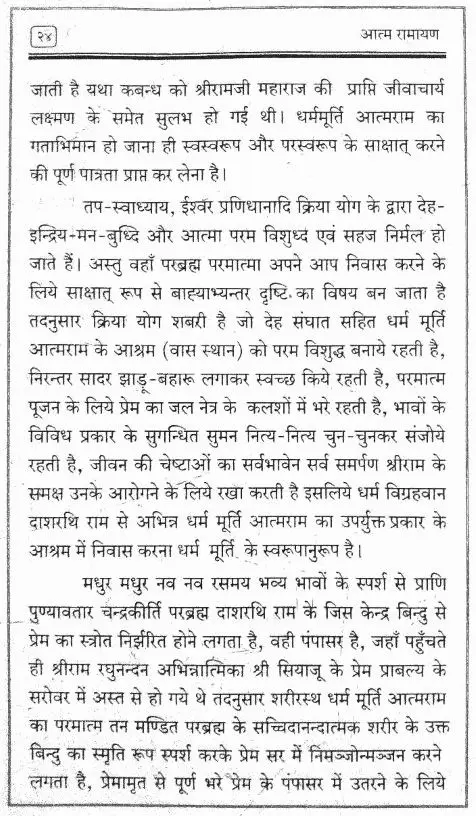 २४
आत्म रामायण
जाती है यथा कबन्ध को श्रीरामजी महाराज की प्राप्ति जीवाचार्य
लक्ष्मण के समेत सुलभ हो गई थी। धर्ममूर्ति आत्मराम का
गताभिमान हो जाना ही स्वस्वरूप और परस्वरूप के साक्षात् करने
की पूर्ण पात्रता प्राप्त कर लेना है।
तप-स्वाध्याय, ईश्वर प्रणिधानादि क्रिया योग के द्वारा देह-
इन्द्रिय-मन-बुध्दि और आत्मा परम विशुध्द एवं सहज निर्मल हो
जाते हैं। अस्तु वहाँ परब्रह्म परमात्मा अपने आप निवास करने के
लिये साक्षात् रूप से बाह्याभ्यन्तर दृष्टि का विषय बन जाता है
तदनुसार क्रिया योग शबरी है जो देह संघात सहित धर्म मूर्ति
आत्मराम के आश्रम (वास स्थान) को परम विशुद्ध बनाये रहती है,
निरन्तर सादर झाड़ू-बहारू लगाकर स्वच्छ किये रहती है, परमात्म
पूजन के लिये प्रेम का जल नेत्र के कलशों में भरे रहती है, भावों के
विविध प्रकार के सुगन्धित सुमन नित्य-नित्य चुन-चुनकर संजोये
रहती है, जीवन की चेष्टाओं का सर्वभावेन सर्व समर्पण श्रीराम के
समक्ष उनके आरोगने के लिये रखा करती है इसलिये धर्म विग्रहवान
दाशरथि राम से अभिन्न धर्म मूर्ति आत्मराम का उपर्युक्त प्रकार के
आश्रम में निवास करना धर्म मूर्ति के स्वरूपानुरूप है।
मधुर मधुर नव नव रसमय भव्य भावों के स्पर्श से प्राणि
पुण्यावतार चन्द्रकीर्ति परब्रह्म दाशरथि राम के जिस केन्द्र बिन्दु से
प्रेम का स्त्रोत निर्झरित होने लगता है, वही पंपासर है, जहाँ पहुँचते
ही श्रीराम रघुनन्दन अभिन्नात्मिका श्री सियाजू के प्रेम प्राबल्य के
सरोवर में अस्त से हो गये थे तदनुसार शरीरस्थ धर्म मूर्ति आत्मराम
का परमात्म तन मण्डित परब्रह्म के सच्चिदानन्दात्मक शरीर के उक्त
बिन्दु का स्मृति रूप स्पर्श करके प्रेम सर में निमञ्जोन्मञ्जन करने
लगता है, प्रेमामृत से पूर्ण भरे प्रेम के पंपासर में उतरने के लिये